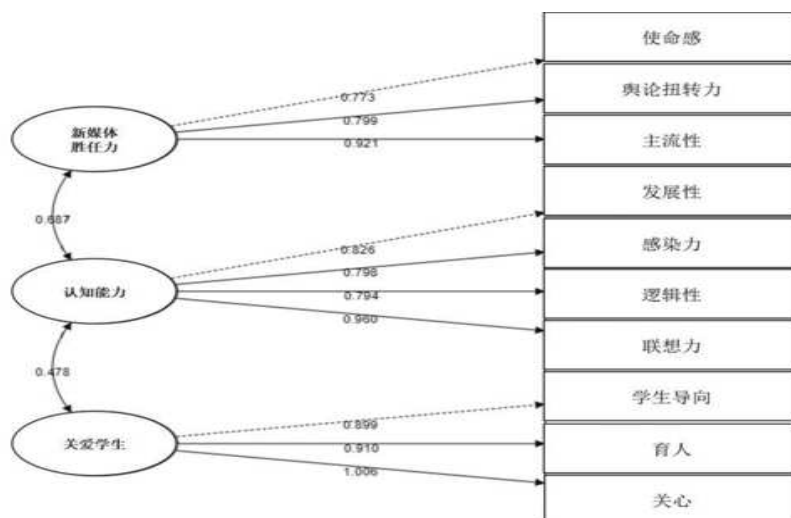 使命感
0.773
舆论扭转力
0.799
新媒体
胜任力
主流性
0.921
发展性
0.687
0.826
感染力
0.798
认知能力
逻辑性
0.794
0.960
联想力
0.478
学生导向
0.899
关爱学生
育人
0.910
1.006
关心